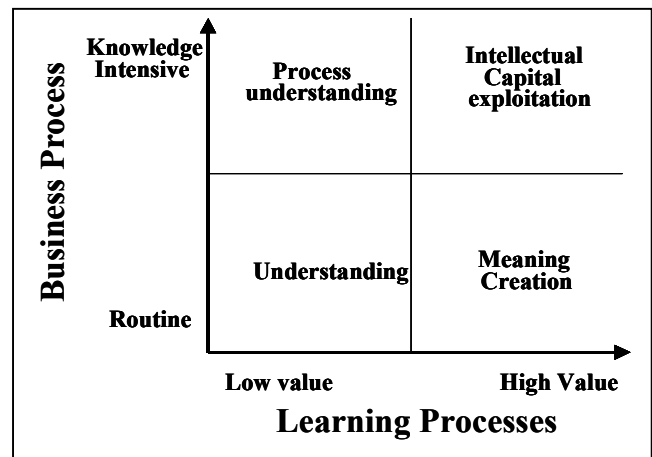 Business Process
Knowledge
Intensive
Process
understanding
Intellectual
Capital
exploitation
Understanding
Meaning
Creation
Routine
Low value
High Value
Learning Processes